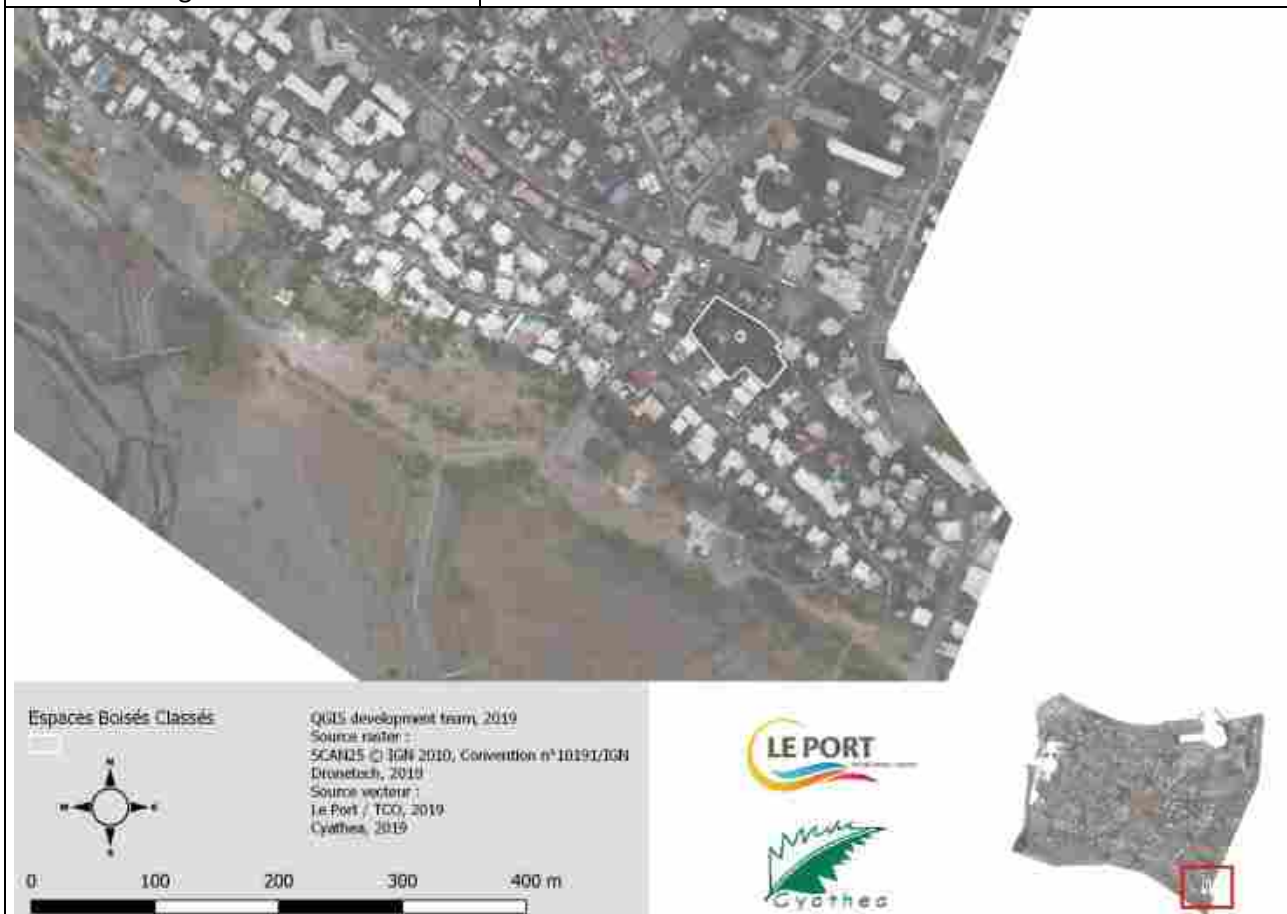 Espaces Boisés Classés
QGIS development team, 2019
Source raster :
SCAN25 © IGN 2010, Convention n°10191/IGN
Dronetech, 2019
Source vecteur :
Le Port / TCO, 2019
Cyathea, 2019
N
W
E
S
0 100 200 300 400 m
LE PORT
Cyathea